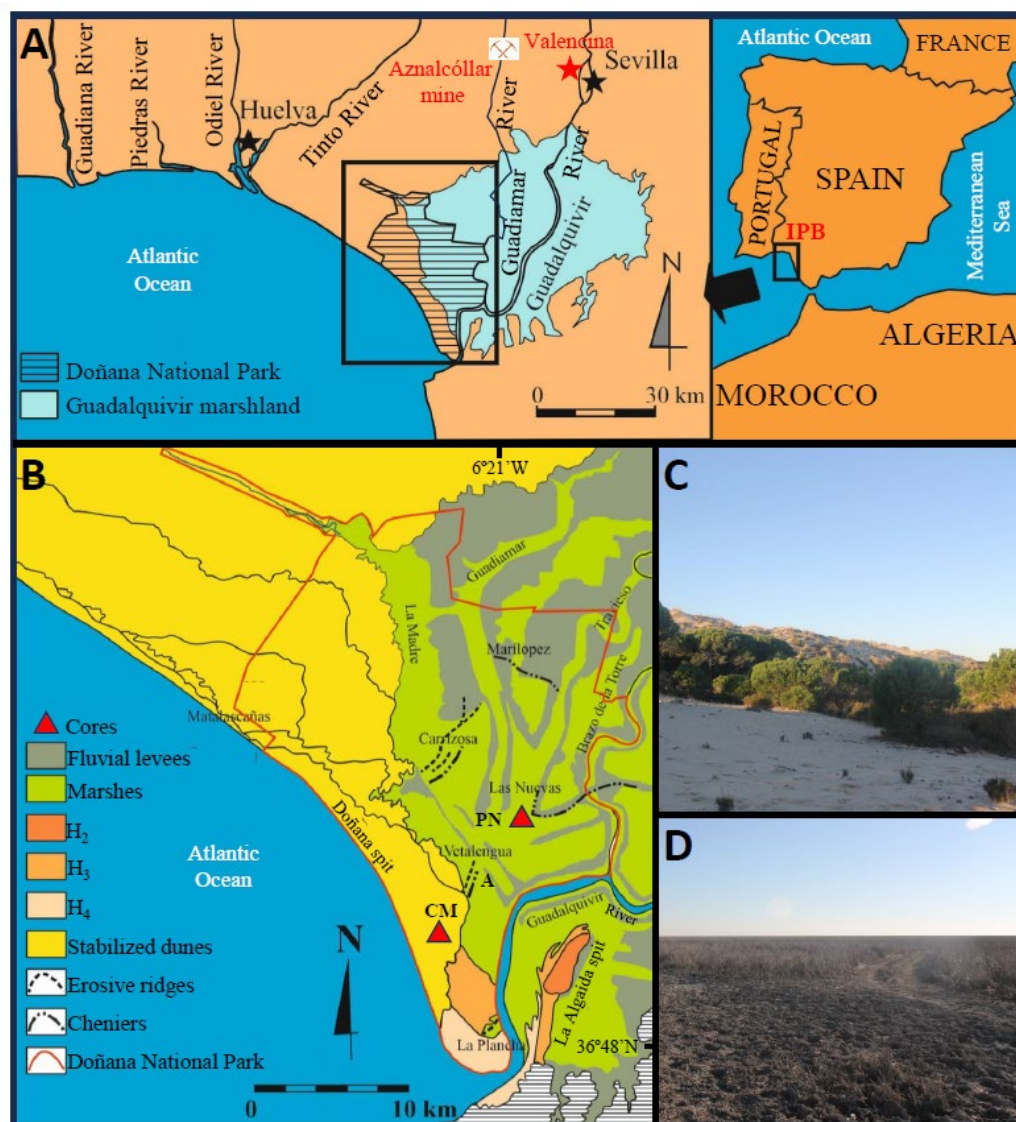 A
Guadiana River
Piedras River
Odiel River
Huelva
Tinto River
Aznalcóllar
mine
Valencina
Sevilla
River
River
Guadiamar
Guadalquivir
Atlantic
Ocean
N
Doñana National Park
Guadalquivir marshland
0
30 km
Atlantic Ocean
FRANCE
PORTUGAL
SPAIN
IPB
Mediterranean
Sea
ALGERIA
MOROCCO
B
6º21'W
Guadiamar
La Madre
Travieso
Marilopez
Brazo de la Torre
Matalascañas
Carrizosa
Las Nuevas
PN
Doñana spit
Vetalengua
A
CM
Guadalquivir
River
La Algaida spit
La Plancha
36º48'N
Atlantic
Ocean
N
Cores
Fluvial levees
Marshes
H2
H3
H4
Stabilized dunes
Erosive ridges
Cheniers
Doñana National Park
0
10 km
C
D